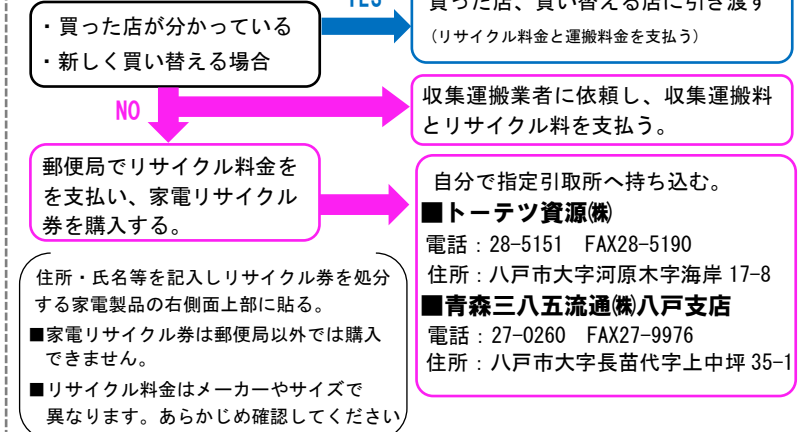 YES
・買った店が分かっている
・新しく買い替える場合
買った店、買い替える店に引き渡す
(リサイクル料金と運搬料金を支払う)
NO
収集運搬業者に依頼し、収集運搬料
とリサイクル料を支払う。
郵便局でリサイクル料金を
を支払い、家電リサイクル
券を購入する。
自分で指定引取所へ持ち込む。
■トーテツ資源㈱
電話：28-5151 FAX28-5190
住所：八戸市大字河原木字海岸 17-8
■青森三八五流通㈱八戸支店
電話：27-0260 FAX27-9976
住所：八戸市大字長苗代字上中坪 35-1
住所・氏名等を記入しリサイクル券を処分
する家電製品の右側面上部に貼る。
■家電リサイクル券は郵便局以外では購入
できません。
■リサイクル料金はメーカーやサイズで
異なります。あらかじめ確認してください